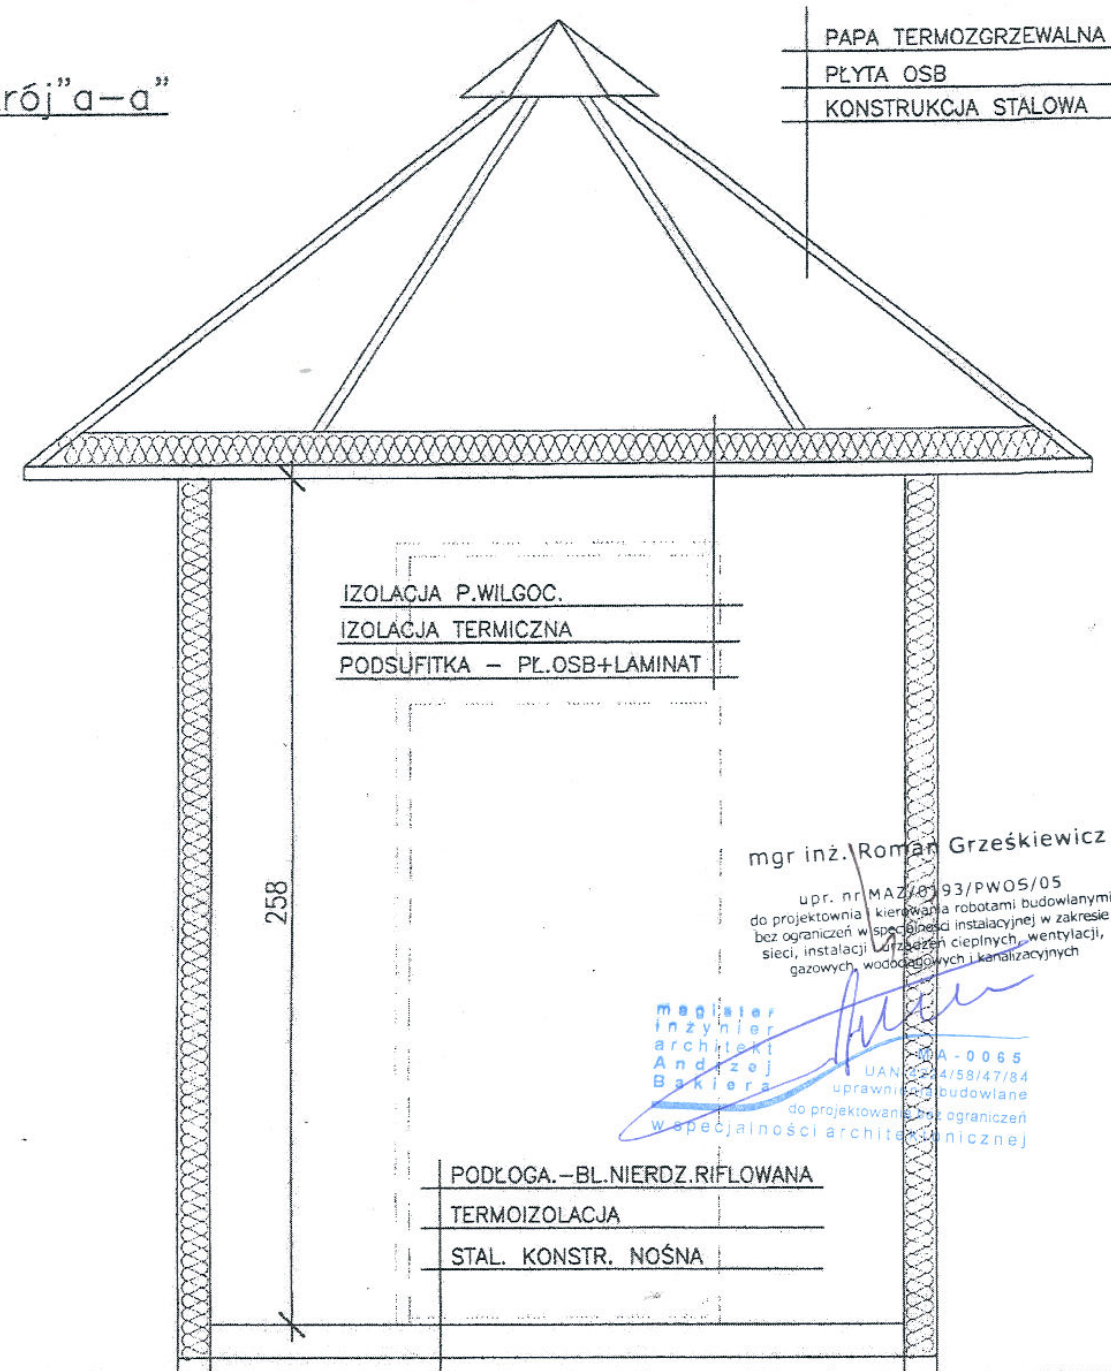 rój"a-a"
PAPA TERMOZGRZEWALNA
PŁYTA OSB
KONSTRUKCJA STALOWA
IZOLACJA P.WILGOC.
IZOLACJA TERMICZNA
PODSUFITKA - PŁ.OSB+LAMINAT
258
mgr inż. Roman Grześkiewicz
upr. nr MAZ/0193/PWOS/05
do projektownia i kierowania robotami budowlanymi
bez ograniczeń w specjalności instalacyjnej w zakresie
sieci, instalacji i urządzeń cieplnych, wentylacji,
gazowych, wodociągowych i kanalizacyjnych
magister
inżynier
architekt
Andrzej
Bakiera
MA-0065
UAN 4224/58/47/84
uprawnienia budowlane
do projektowania bez ograniczeń
w specjalności architektonicznej
PODŁOGA.-BL.NIERDZ.RIFLOWANA
TERMOIZOLACJA
STAL. KONSTR. NOŚNA